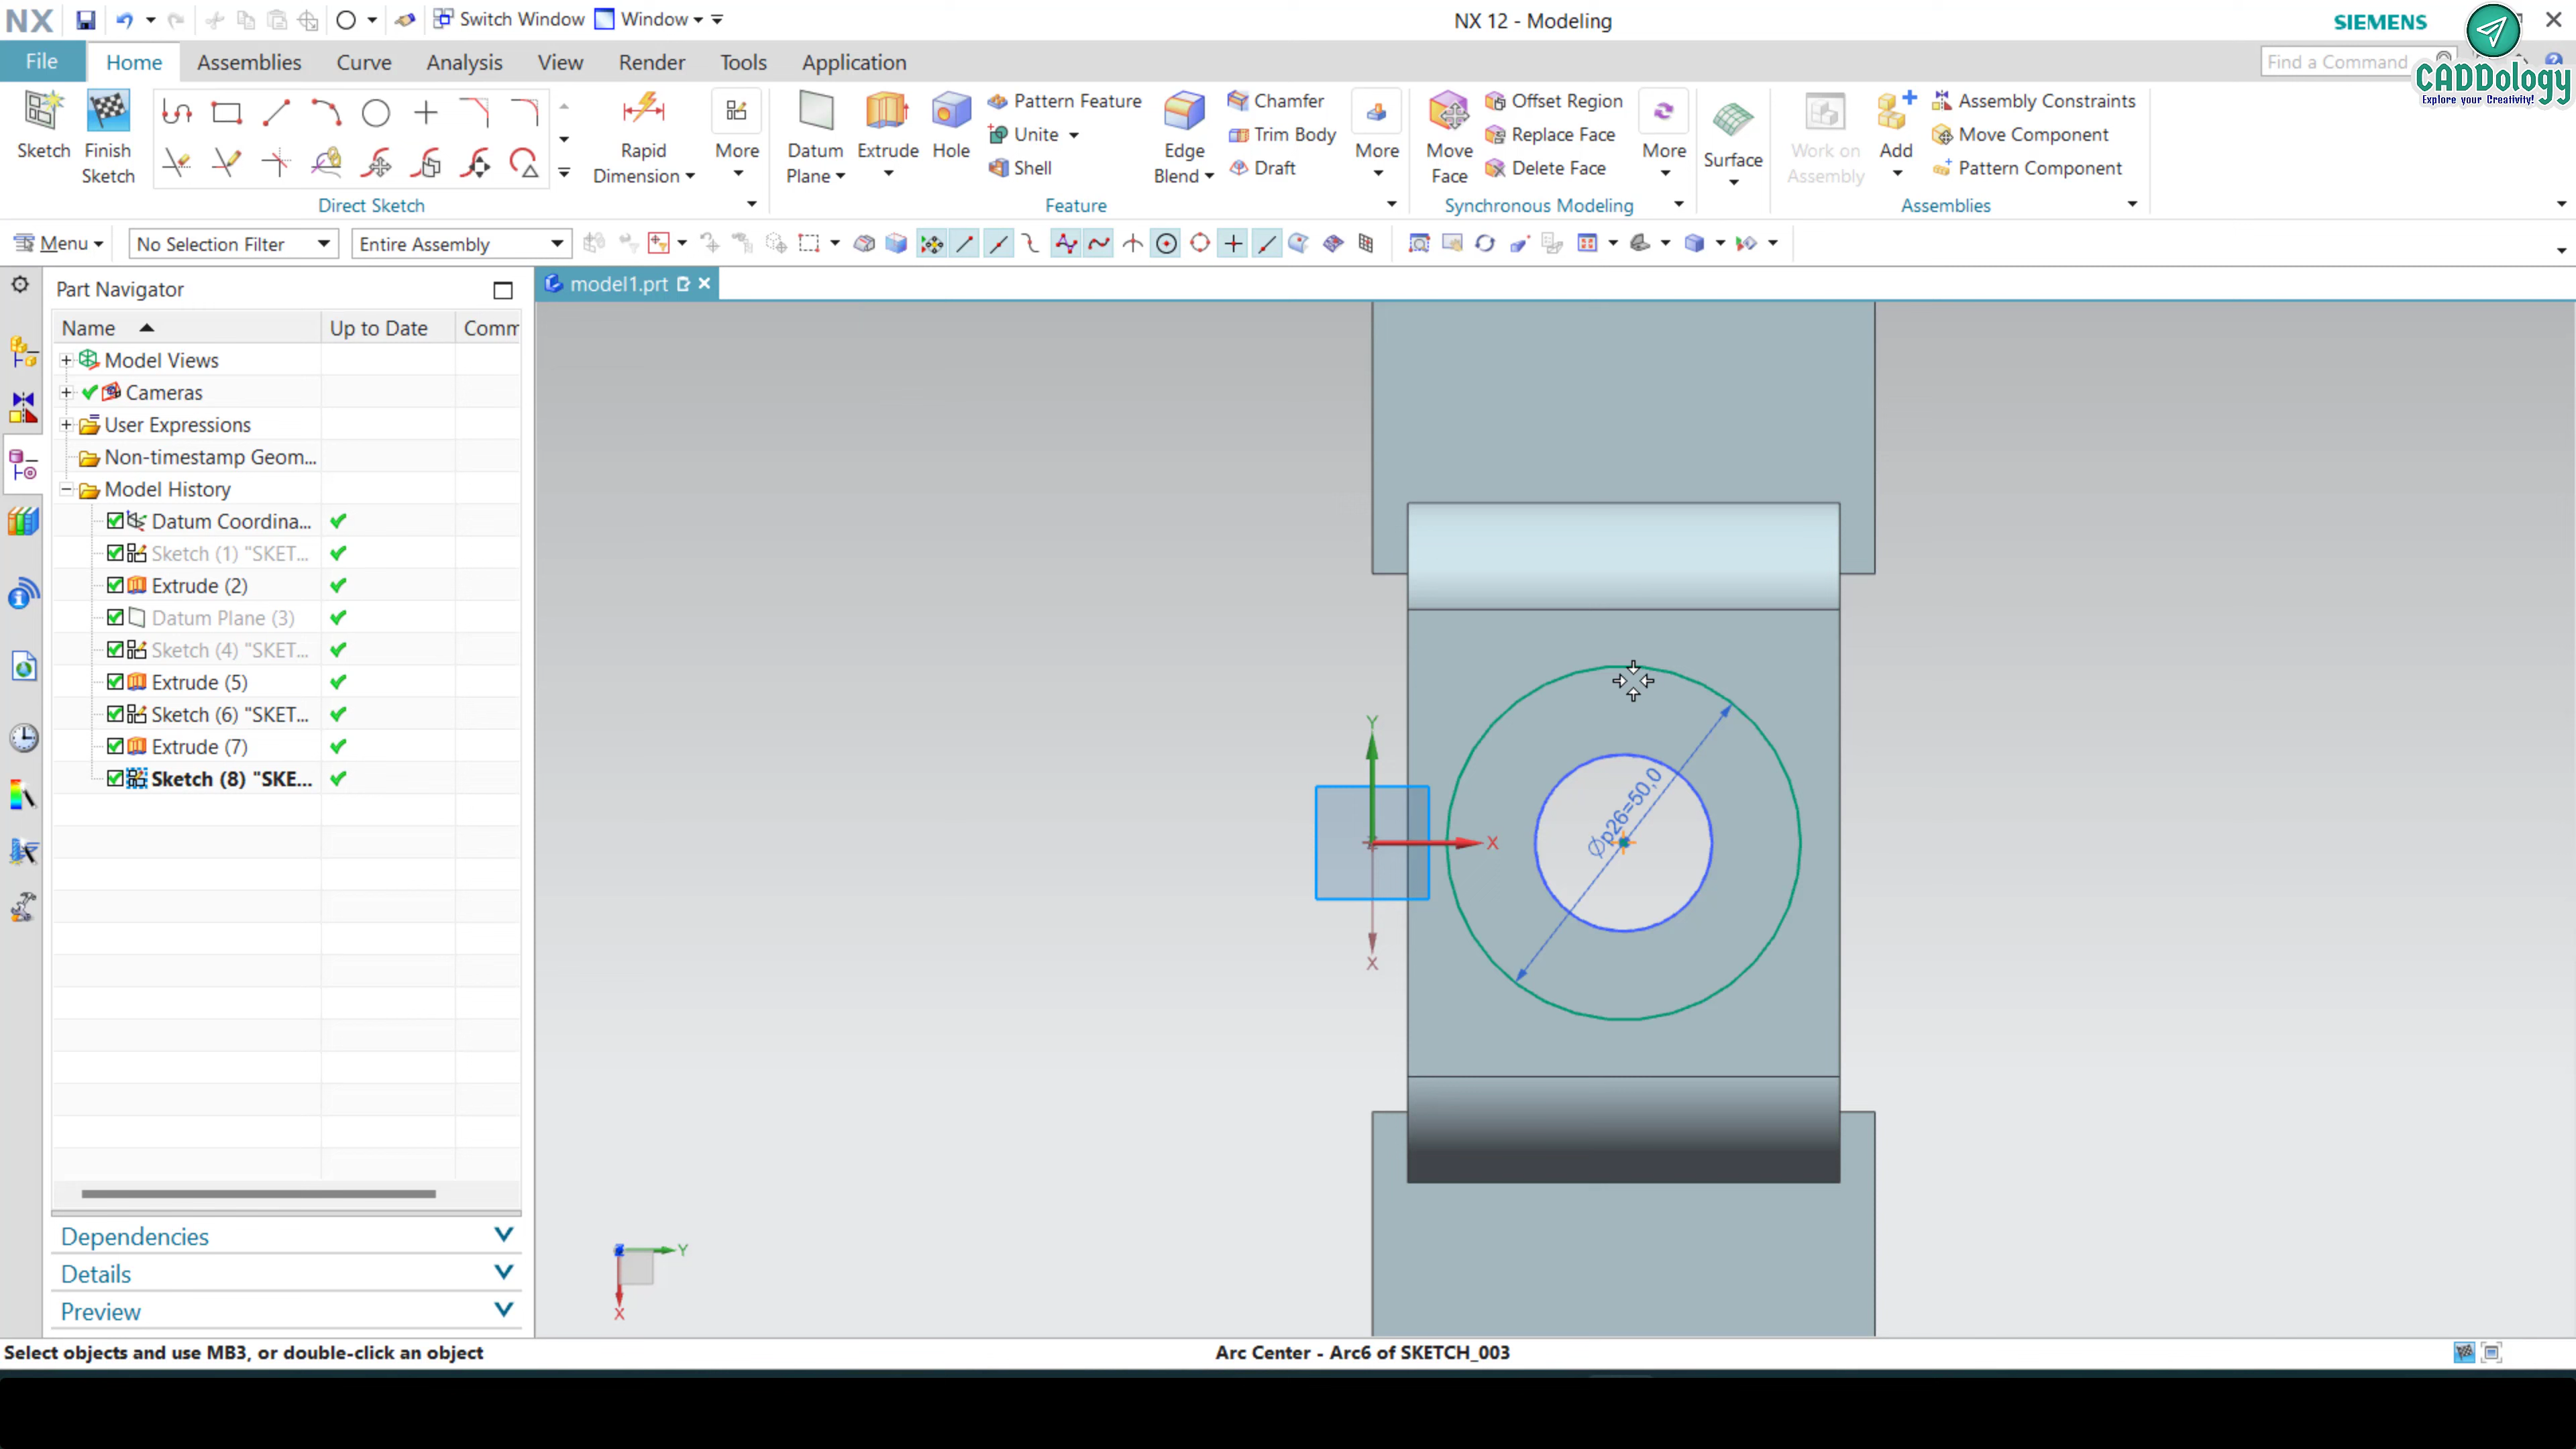 NX
Switch Window
Window
NX 12 - Modeling
SIEMENS
File
Home
Assemblies
Curve
Analysis
View
Render
Tools
Application
Find a Command
CADDology
Explore your Creativity!
Sketch
Finish
Sketch
Rapid
Dimension
More
Datum
Plane
Extrude
Hole
Pattern Feature
Unite
Shell
Edge
Blend
Chamfer
Trim Body
Draft
More
Move
Face
Offset Region
Replace Face
Delete Face
More
Surface
Work on
Assembly
Add
Assembly Constraints
Move Component
Pattern Component
Direct Sketch
Feature
Synchronous Modeling
Assemblies
Menu
No Selection Filter
Entire Assembly
Part Navigator
model1.prt
Name
Up to Date
Comm
Model Views
Cameras
User Expressions
Non-timestamp Geom...
Model History
Datum Coordina...
Sketch (1) "SKET...
Extrude (2)
Datum Plane (3)
Sketch (4) "SKET...
Extrude (5)
Sketch (6) "SKET...
Extrude (7)
Sketch (8) "SKE...
Y
X
X
Øp26=50,0
Y
X
Dependencies
Details
Preview
Select objects and use MB3, or double-click an object
Arc Center - Arc6 of SKETCH_003